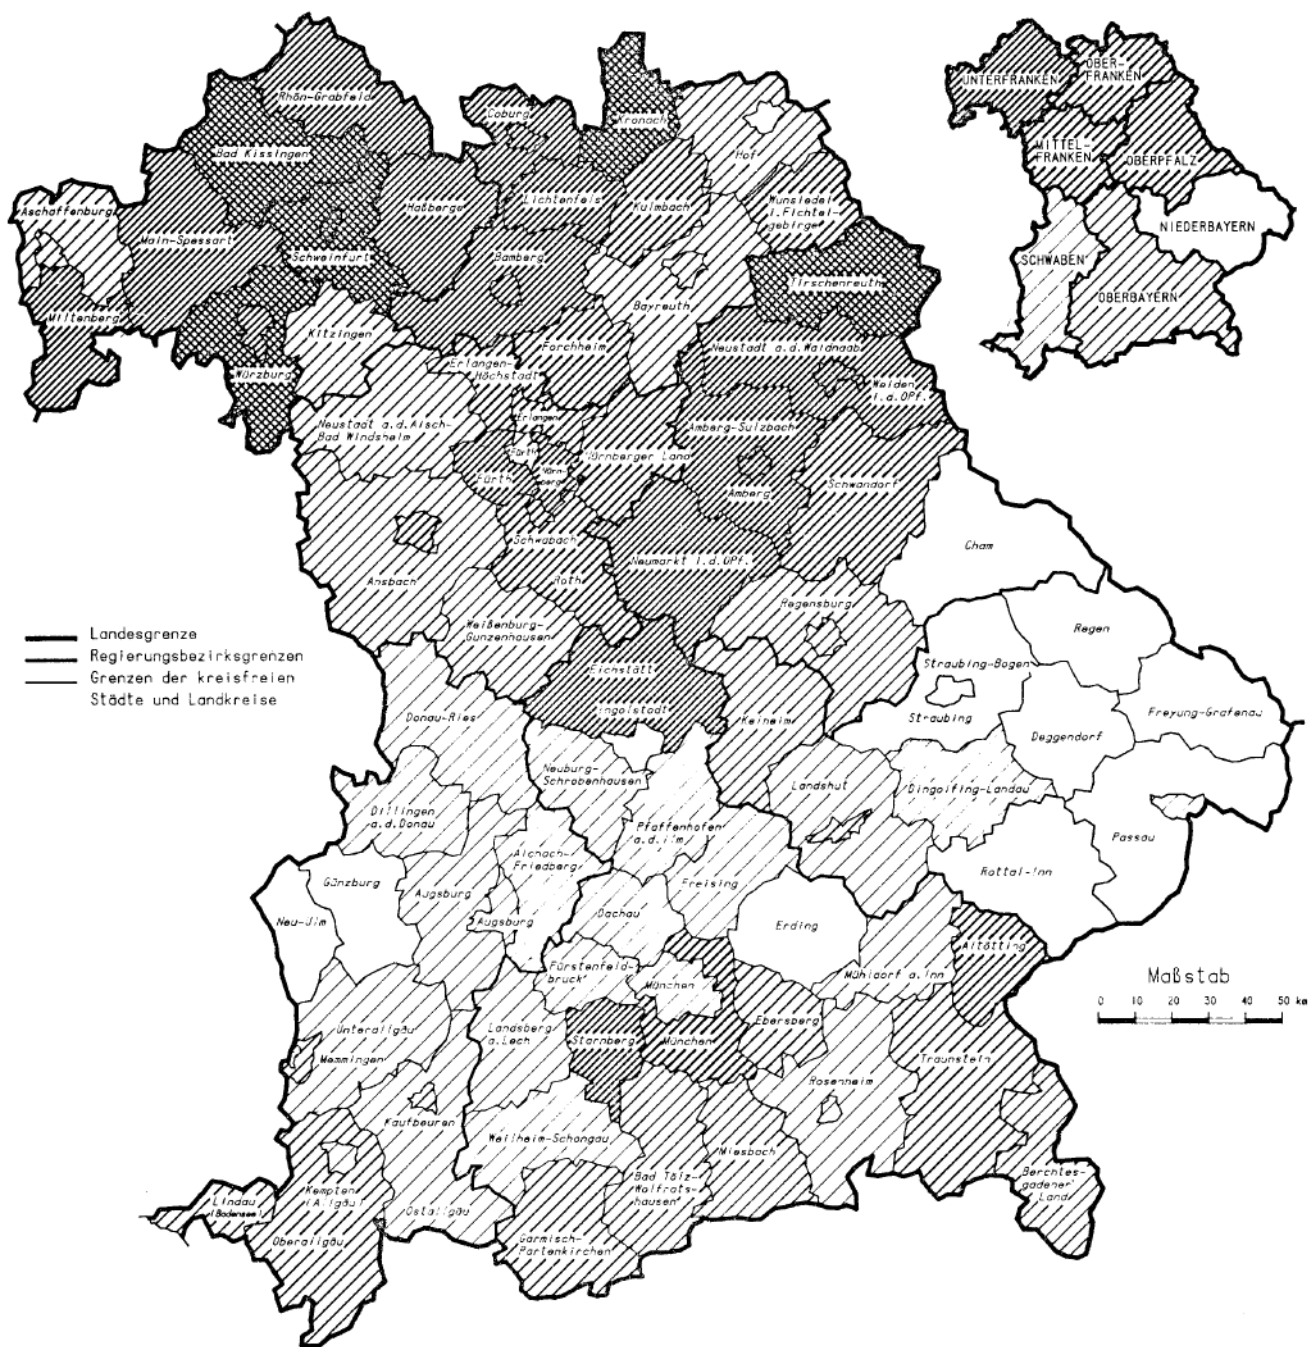 Rhön-Grabfeld
Coburg
Kronach
Hof
Bad Kissingen
Haßberge
Lichtenfels
Kulmbach
Wunsiedel
i.Fichtel-
gebirge
Aschaffenburg
Main-Spessart
Schweinfurt
Bamberg
Bayreuth
Tirschenreuth
Miltenberg
Kitzingen
Würzburg
Erlangen-
Höchstadt
Forchheim
Neustadt a.d.Waldnaab
Weiden
i.d.OPf.
Neustadt a.d.Aisch-
Bad Windsheim
Erlangen
Fürth
Fürth
Nürn-
berg
Nürnberger Land
Amberg-Sulzbach
Amberg
Schwandorf
Ansbach
Schwabach
Roth
Neumarkt i.d.OPf.
Cham
Weißenburg-
Gunzenhausen
Regensburg
Regen
Eichstätt
Ingolstadt
Straubing-Bogen
Straubing
Donau-Ries
Kelheim
Deggendorf
Freyung-Grafenau
Neuburg-
Schrobenhausen
Landshut
Dingolfing-Landau
Dillingen
a.d.Donau
Pfaffenhofen
a.d.Ilm
Passau
Aichach-
Friedberg
Günzburg
Augsburg
Augsburg
Freising
Rottal-Inn
Neu-Ulm
Dachau
Erding
Altötting
Fürstenfeld-
bruck
München
Mühldorf a.Inn
Unterallgäu
Memmingen
Landsberg
a.Lech
Starnberg
München
Ebersberg
Traunstein
Rosenheim
Kaufbeuren
Weilheim-Schongau
Miesbach
Bad Tölz-
Wolfrats-
hausen
Berchtes-
gadener
Land
Lindau
(Bodensee)
Kempten
(Allgäu)
Oberallgäu
Ostallgäu
Garmisch-
Partenkirchen
UNTERFRANKEN
OBER-
FRANKEN
MITTEL-
FRANKEN
OBERPFALZ
NIEDERBAYERN
SCHWABEN
OBERBAYERN
Landesgrenze
Regierungsbezirksgrenzen
Grenzen der kreisfreien
Städte und Landkreise
Maßstab
0 10 20 30 40 50 km